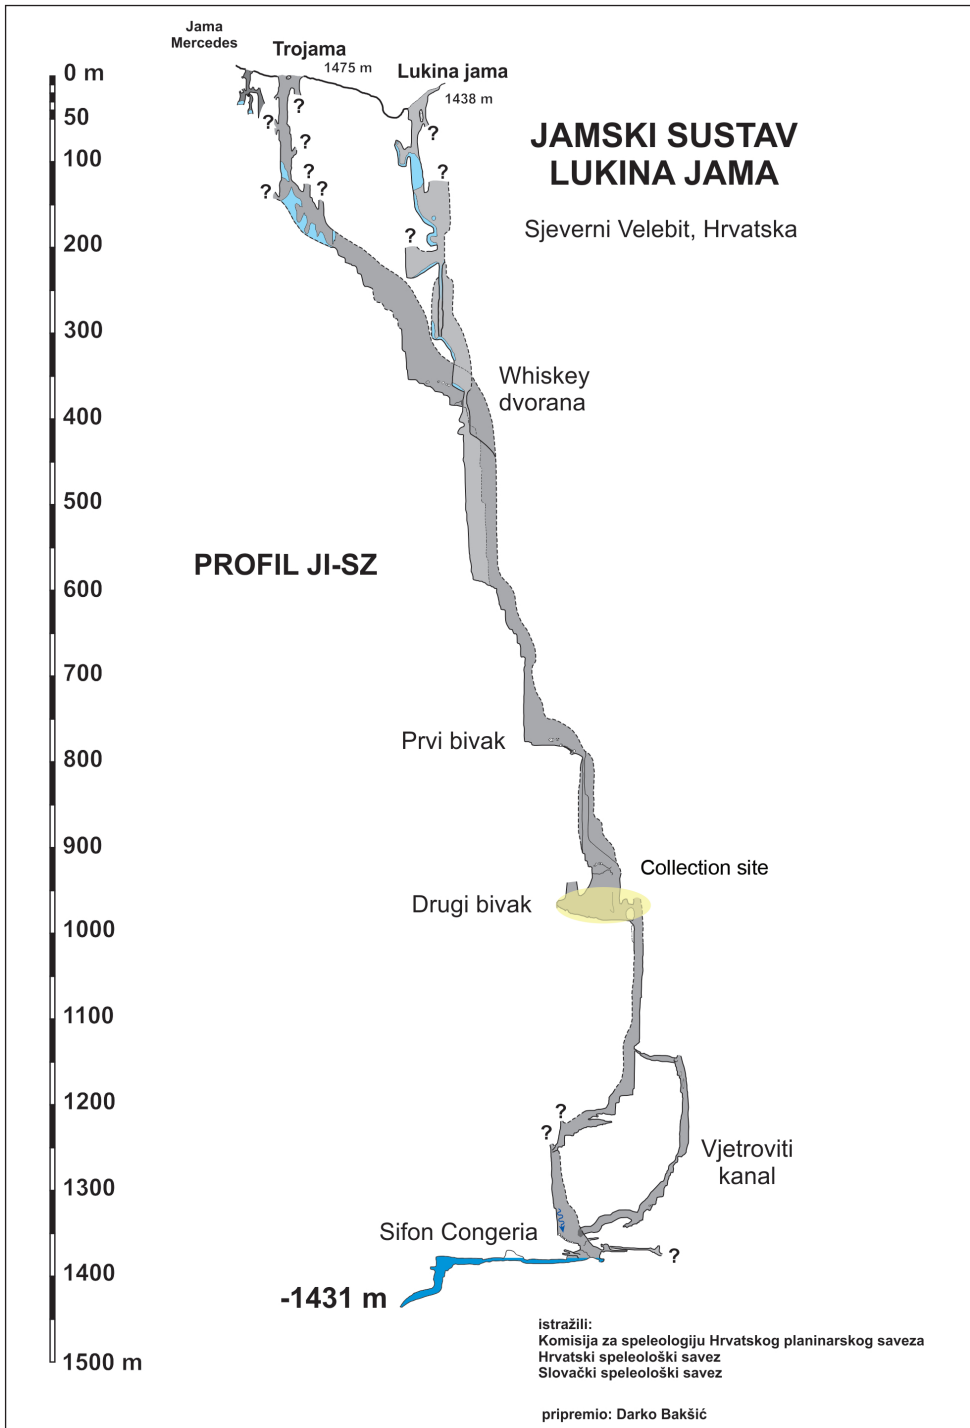 Jama
Mercedes
Trojama
1475 m
Lukina jama
1438 m
JAMSKI SUSTAV
LUKINA JAMA
Sjeverni Velebit, Hrvatska
0 m
50
100
200
300
400
500
600
700
800
900
1000
1100
1200
1300
1400
1500 m
?
?
?
?
?
?
?
?
?
Whiskey
dvorana
PROFIL JI-SZ
Prvi bivak
Collection site
Drugi bivak
?
?
Vjetroviti
kanal
Sifon Congeria
?
-1431 m
istražili:
Komisija za speleologiju Hrvatskog planinarskog saveza
Hrvatski speleološki savez
Slovački speleološki savez
pripremio: Darko Bakšić